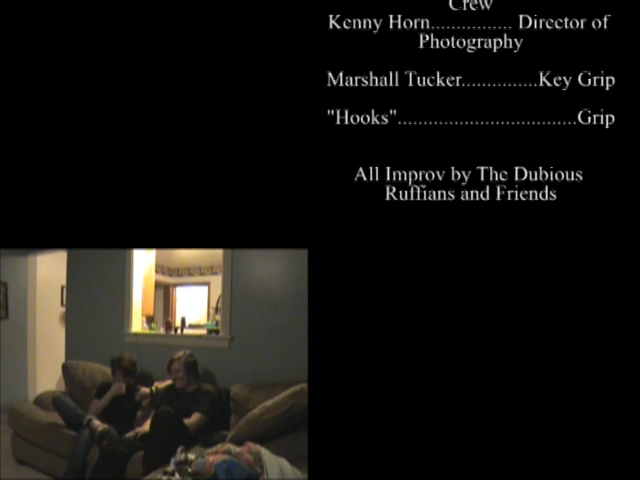 Crew
Kenny Horn................ Director of
Photography
Marshall Tucker...............Key Grip
"Hooks"...................................Grip
All Improv by The Dubious
Ruffians and Friends